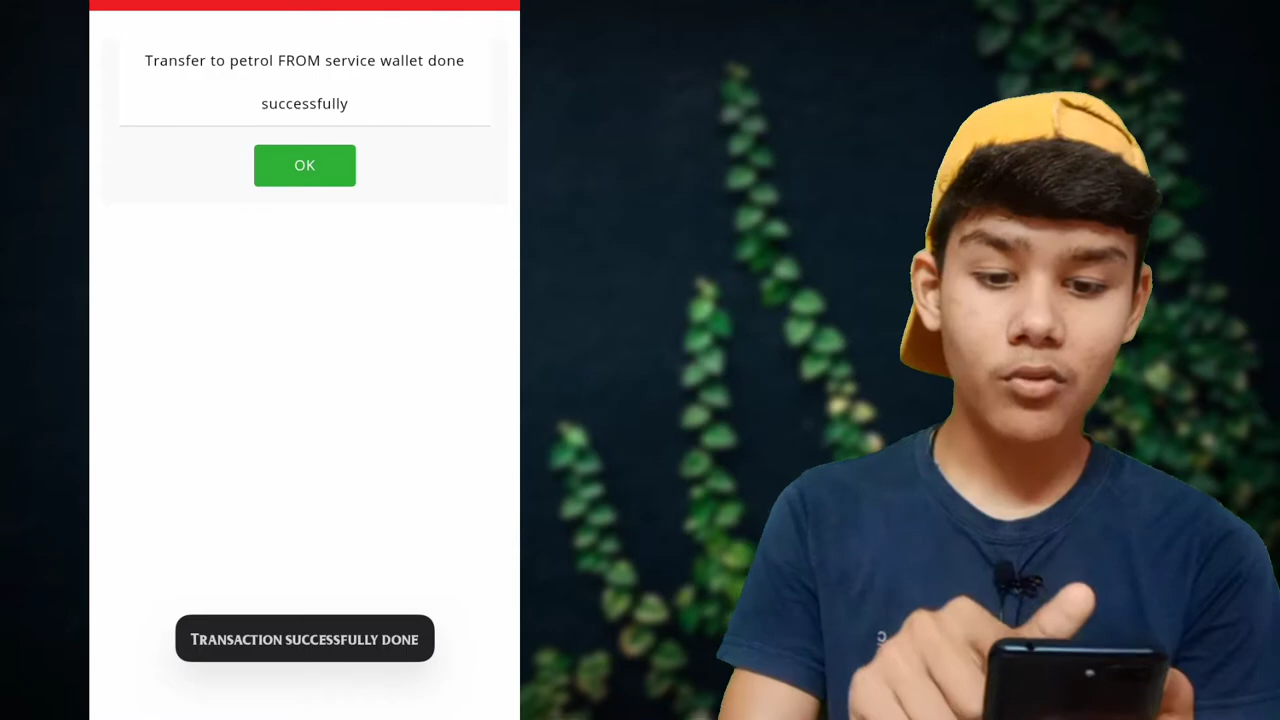 Transfer to petrol FROM service wallet done
successfully
OK
TRANSACTION SUCCESSFULLY DONE